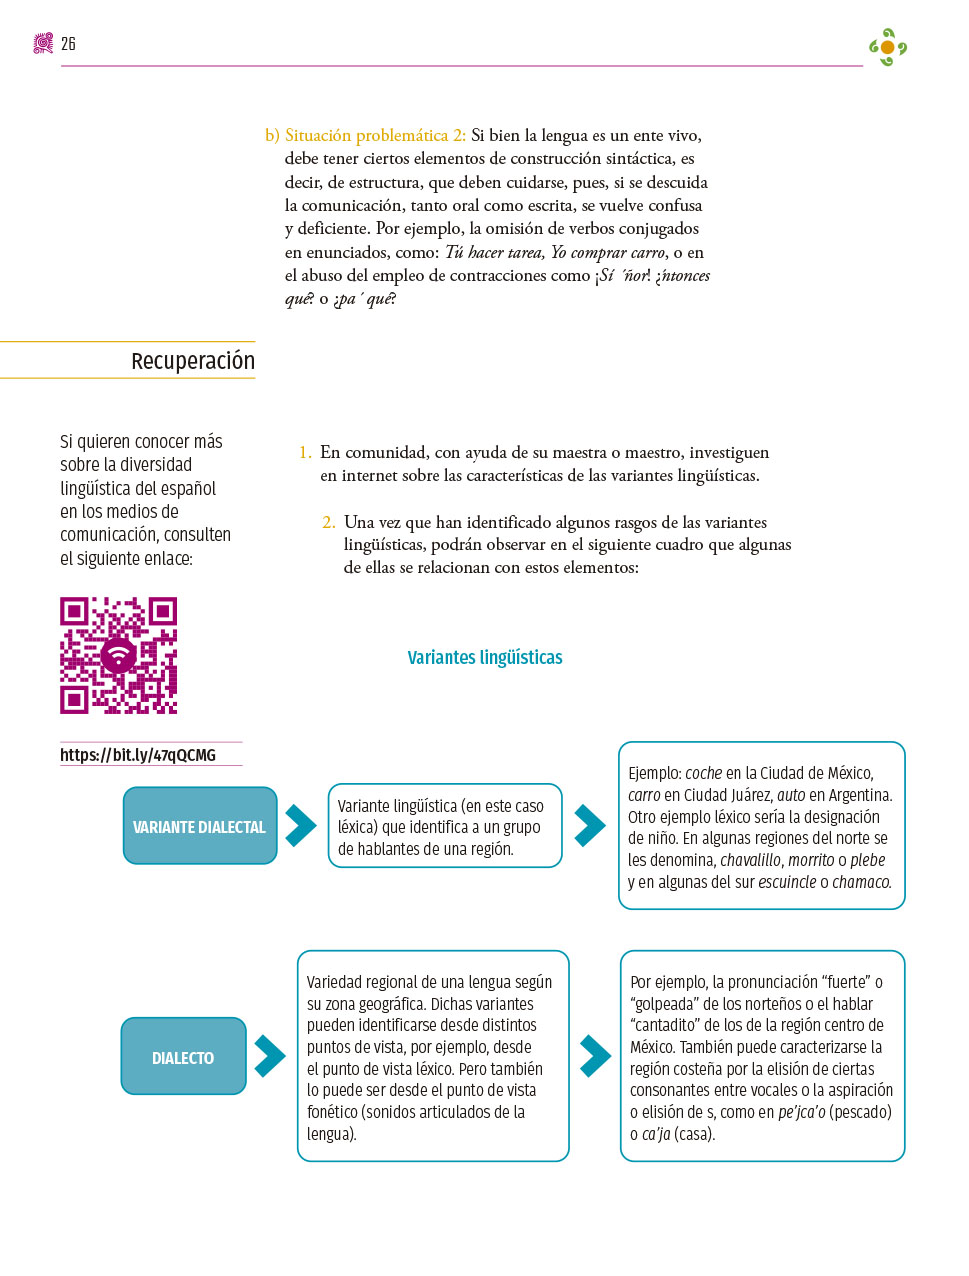 26
b) Situación problemática 2: Si bien la lengua es un ente vivo,
debe tener ciertos elementos de construcción sintáctica, es
decir, de estructura, que deben cuidarse, pues, si se descuida
la comunicación, tanto oral como escrita, se vuelve confusa
y deficiente. Por ejemplo, la omisión de verbos conjugados
en enunciados, como: Tú hacer tarea, Yo comprar carro, o en
el abuso del empleo de contracciones como ¡Sí ´ñor! ¿´ntonces
qué? o ¿pa´ qué?
Recuperación
Si quieren conocer más
sobre la diversidad
lingüística del español
en los medios de
comunicación, consulten
el siguiente enlace:
https://bit.ly/47qQCMG
1. En comunidad, con ayuda de su maestra o maestro, investiguen
en internet sobre las características de las variantes lingüísticas.
2. Una vez que han identificado algunos rasgos de las variantes
lingüísticas, podrán observar en el siguiente cuadro que algunas
de ellas se relacionan con estos elementos:
Variantes lingüísticas
VARIANTE DIALECTAL
Variante lingüística (en este caso
léxica) que identifica a un grupo
de hablantes de una región.
Ejemplo: coche en la Ciudad de México,
carro en Ciudad Juárez, auto en Argentina.
Otro ejemplo léxico sería la designación
de niño. En algunas regiones del norte se
les denomina, chavalillo, morrito o plebe
y en algunas del sur escuincle o chamaco.
DIALECTO
Variedad regional de una lengua según
su zona geográfica. Dichas variantes
pueden identificarse desde distintos
puntos de vista, por ejemplo, desde
el punto de vista léxico. Pero también
lo puede ser desde el punto de vista
fonético (sonidos articulados de la
lengua).
Por ejemplo, la pronunciación “fuerte” o
“golpeada” de los norteños o el hablar
“cantadito” de los de la región centro de
México. También puede caracterizarse la
región costeña por la elisión de ciertas
consonantes entre vocales o la aspiración
o elisión de s, como en pe’jca’o (pescado)
o ca’ja (casa).